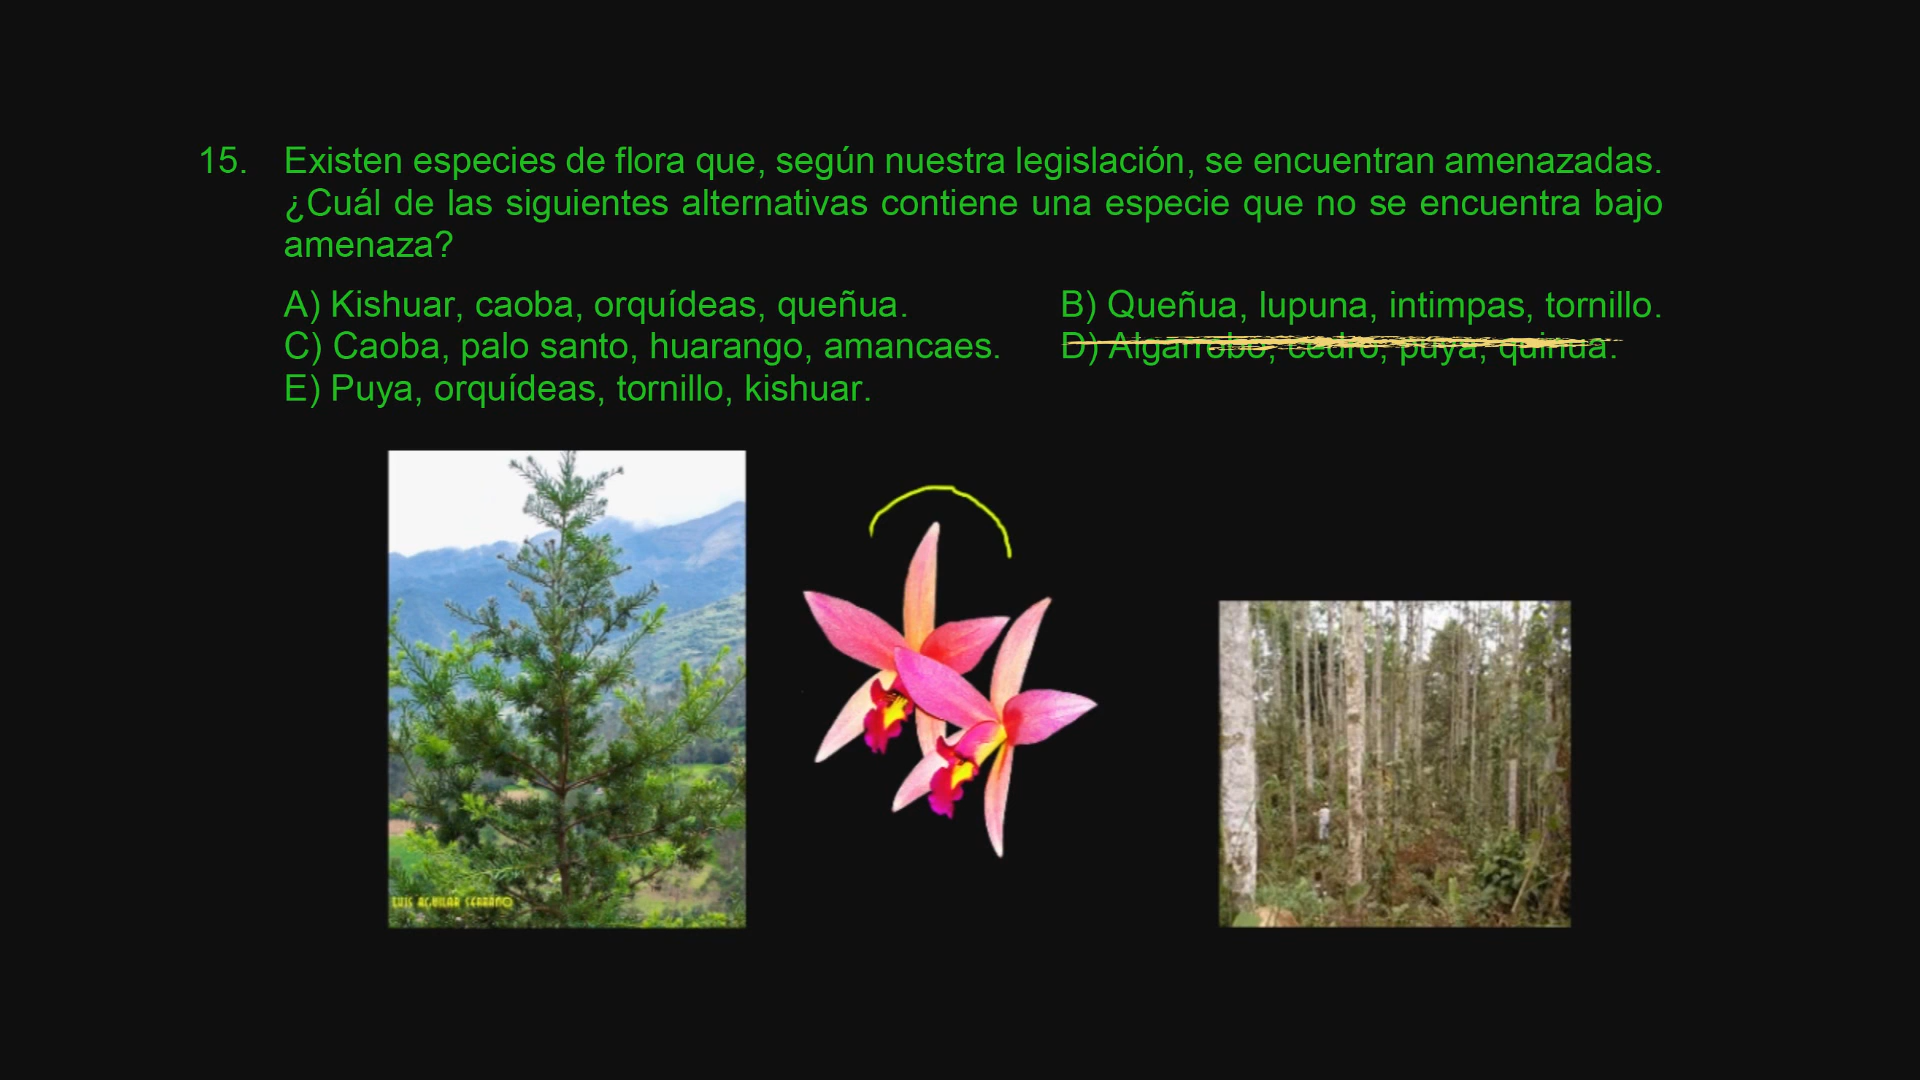 15. Existen especies de flora que, según nuestra legislación, se encuentran amenazadas.
¿Cuál de las siguientes alternativas contiene una especie que no se encuentra bajo
amenaza?
A) Kishuar, caoba, orquídeas, queñua. B) Queñua, lupuna, intimpas, tornillo.
C) Caoba, palo santo, huarango, amancaes. D) Algarrobo, cedro, puya, quinua.
E) Puya, orquídeas, tornillo, kishuar.
LUIS AGUILAR SERRANO